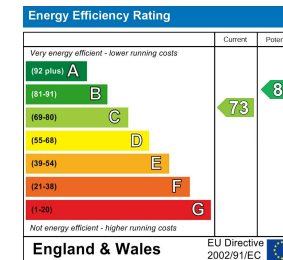 Energy Efficiency Rating
Current
Very energy efficient - lower running costs
(92 plus) A
(81-91) B
8
(69-80) C
73
(55-68) D
(39-54) E
(21-38) F
(1-20) G
Not energy efficient - higher running costs
England & Wales
EU Directive
2002/91/EC